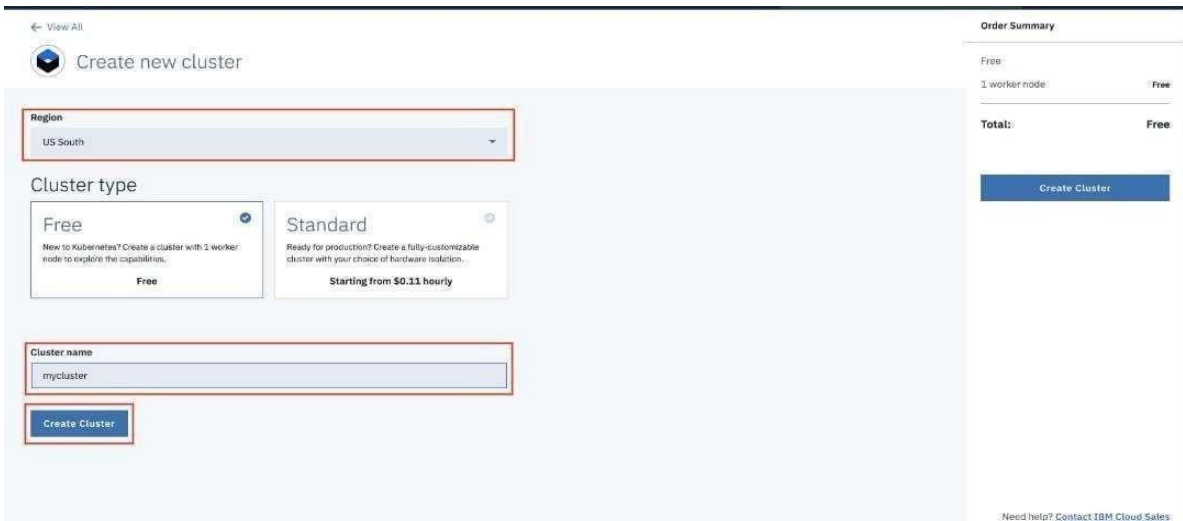 ← View All
Create new cluster
Region
US South
Cluster type
Free
New to Kubernetes? Create a cluster with 1 worker
node to explore the capabilities.
Free
Standard
Ready for production? Create a fully-customizable
cluster with your choice of hardware isolation.
Starting from $0.11 hourly
Cluster name
mycluster
Create Cluster
Order Summary
Free
1 worker node Free
Total: Free
Create Cluster
Need help? Contact IBM Cloud Sales